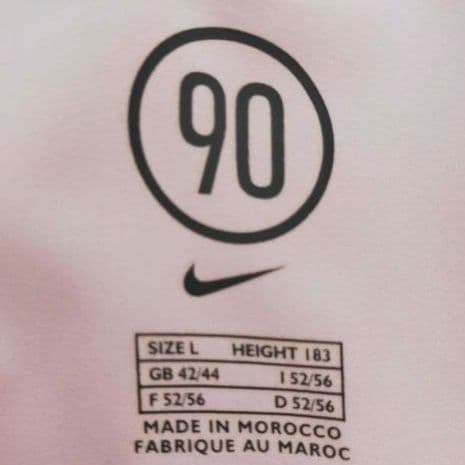 90
SIZE L HEIGHT 183
GB 42/44 I 52/56
F 52/56 D 52/56
MADE IN MOROCCO
FABRIQUE AU MAROC